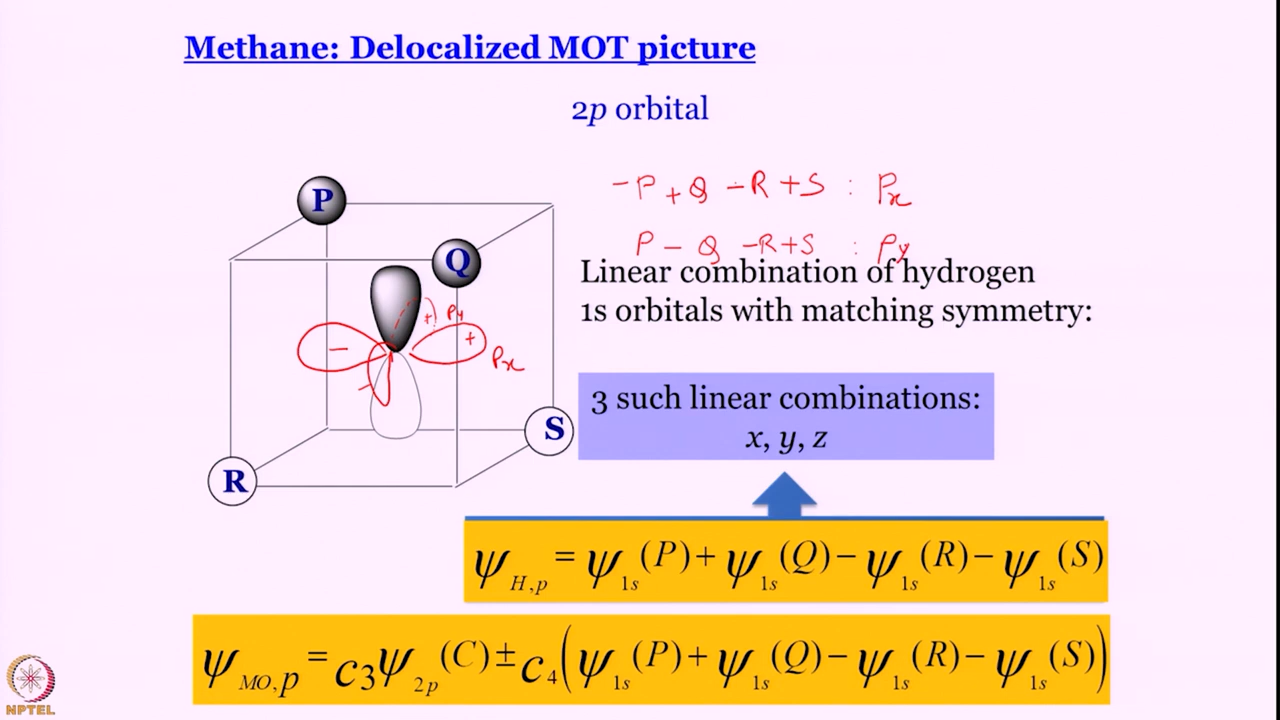 Methane: Delocalized MOT picture
2p orbital
-P +Q -R +S : Px
P - Q -R+S : Py
Linear combination of hydrogen
1s orbitals with matching symmetry:
P
Q
+ Py
- + Px
-
3 such linear combinations:
x, y, z
S
R
ψH,p = ψ1s(P) + ψ1s(Q) − ψ1s(R) − ψ1s(S)
ψMO,p = c3ψ2p(C) ± c4(ψ1s(P) + ψ1s(Q) − ψ1s(R) − ψ1s(S))
NPTEL